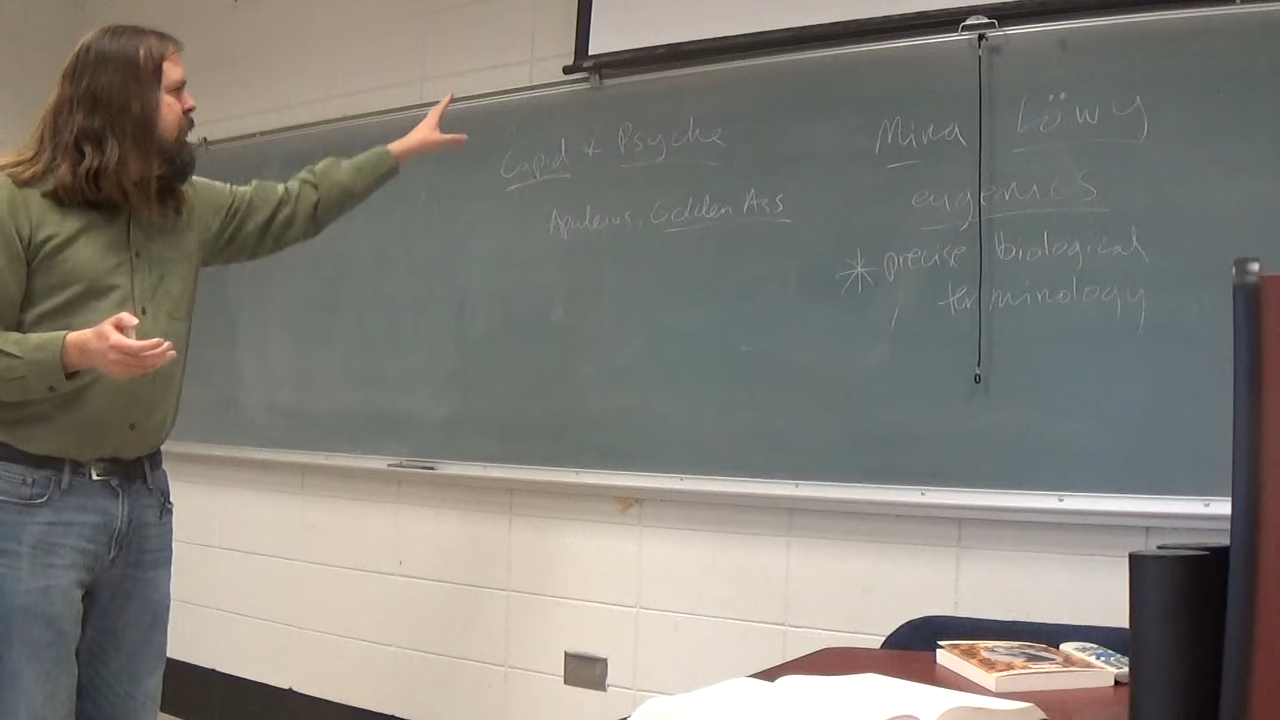 Cupid + Psyche
Apuleius, Golden Ass
Mina Löwy
eugenics
* precise biological
terminology